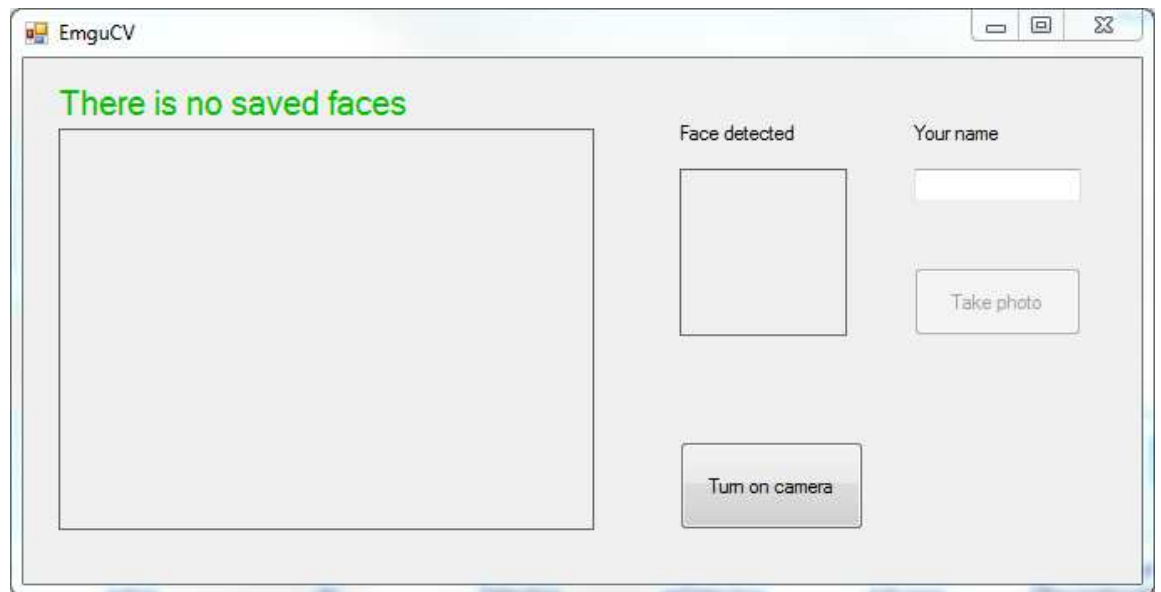 EmguCV
There is no saved faces
Face detected
Your name
Take photo
Turn on camera